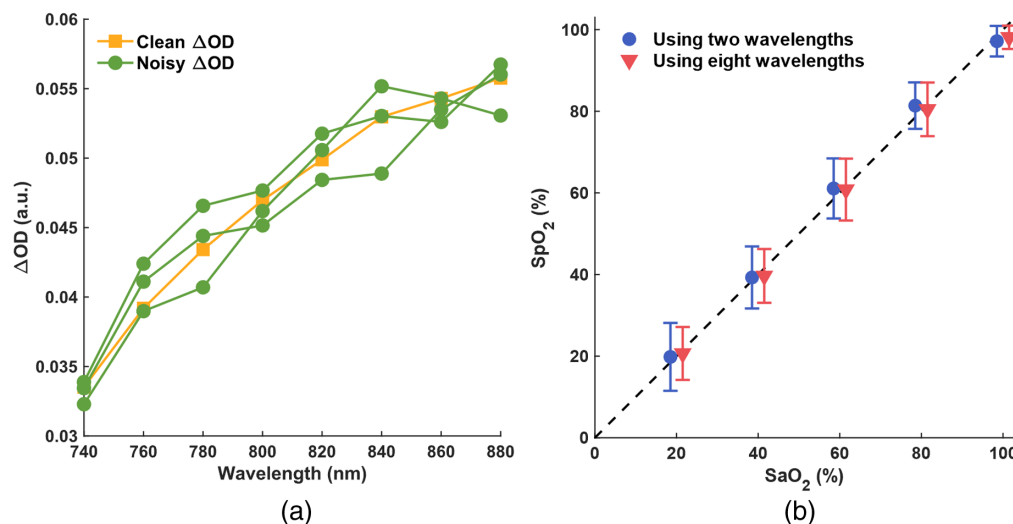 0.06
0.055
0.05
0.045
0.04
0.035
0.03
ΔOD (a.u.)
Clean ΔOD
Noisy ΔOD
740 760 780 800 820 840 860 880
Wavelength (nm)
(a)
100
80
60
40
20
0
SpO2 (%)
Using two wavelengths
Using eight wavelengths
0 20 40 60 80 100
SaO2 (%)
(b)